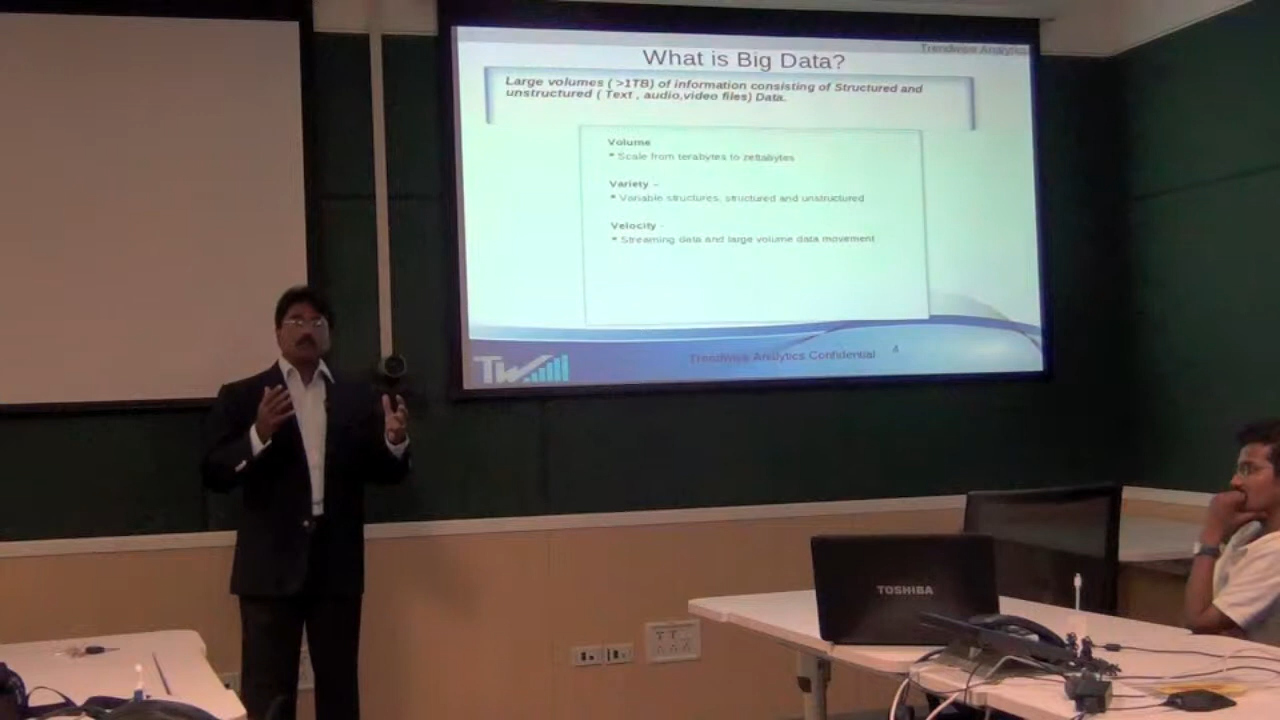 Trendwise Analytics
What is Big Data?
Large volumes ( >1TB) of information consisting of Structured and
unstructured ( Text , audio,video files) Data.
Volume
* Scale from terabytes to zettabytes
Variety –
* Variable structures, structured and unstructured
Velocity -
* Streaming data and large volume data movement
Trendwise Analytics Confidential
4
TW
TOSHIBA